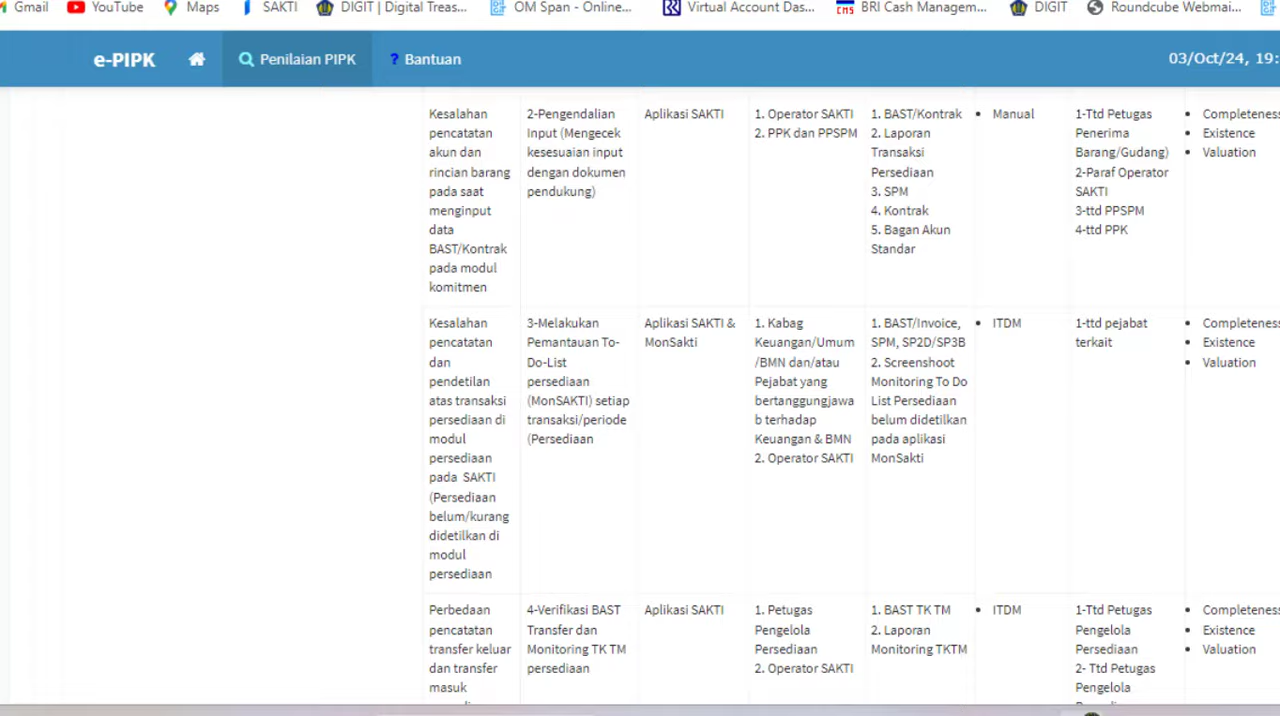 Gmail YouTube Maps SAKTI DIGIT | Digital Treas... OM Span - Online... Virtual Account Das... CMS BRI Cash Managem... DIGIT Roundcube Webmai...
e-PIPK Penilaian PIPK ? Bantuan 03/Oct/24, 19:
Kesalahan
pencatatan
akun dan
rincian barang
pada saat
menginput
data
BAST/Kontrak
pada modul
komitmen
2-Pengendalian
Input (Mengecek
kesesuaian input
dengan dokumen
pendukung)
Aplikasi SAKTI
1. Operator SAKTI
2. PPK dan PPSPM
1. BAST/Kontrak
2. Laporan
Transaksi
Persediaan
3. SPM
4. Kontrak
5. Bagan Akun
Standar
• Manual
1-Ttd Petugas
Penerima
Barang/Gudang)
2-Paraf Operator
SAKTI
3-ttd PPSPM
4-ttd PPK
• Completeness
• Existence
• Valuation
Kesalahan
pencatatan
dan
pendetilan
atas transaksi
persediaan di
modul
persediaan
pada SAKTI
(Persediaan
belum/kurang
didetilkan di
modul
persediaan
3-Melakukan
Pemantauan To-
Do-List
persediaan
(MonSAKTI) setiap
transaksi/periode
(Persediaan
Aplikasi SAKTI &
MonSakti
1. Kabag
Keuangan/Umum
/BMN dan/atau
Pejabat yang
bertanggungjawa
b terhadap
Keuangan & BMN
2. Operator SAKTI
1. BAST/Invoice,
SPM, SP2D/SP3B
2. Screenshoot
Monitoring To Do
List Persediaan
belum didetilkan
pada aplikasi
MonSakti
• ITDM
1-ttd pejabat
terkait
• Completeness
• Existence
• Valuation
Perbedaan
pencatatan
transfer keluar
dan transfer
masuk
4-Verifikasi BAST
Transfer dan
Monitoring TK TM
persediaan
Aplikasi SAKTI
1. Petugas
Pengelola
Persediaan
2. Operator SAKTI
1. BAST TK TM
2. Laporan
Monitoring TKTM
• ITDM
1-Ttd Petugas
Pengelola
Persediaan
2- Ttd Petugas
Pengelola
• Completeness
• Existence
• Valuation